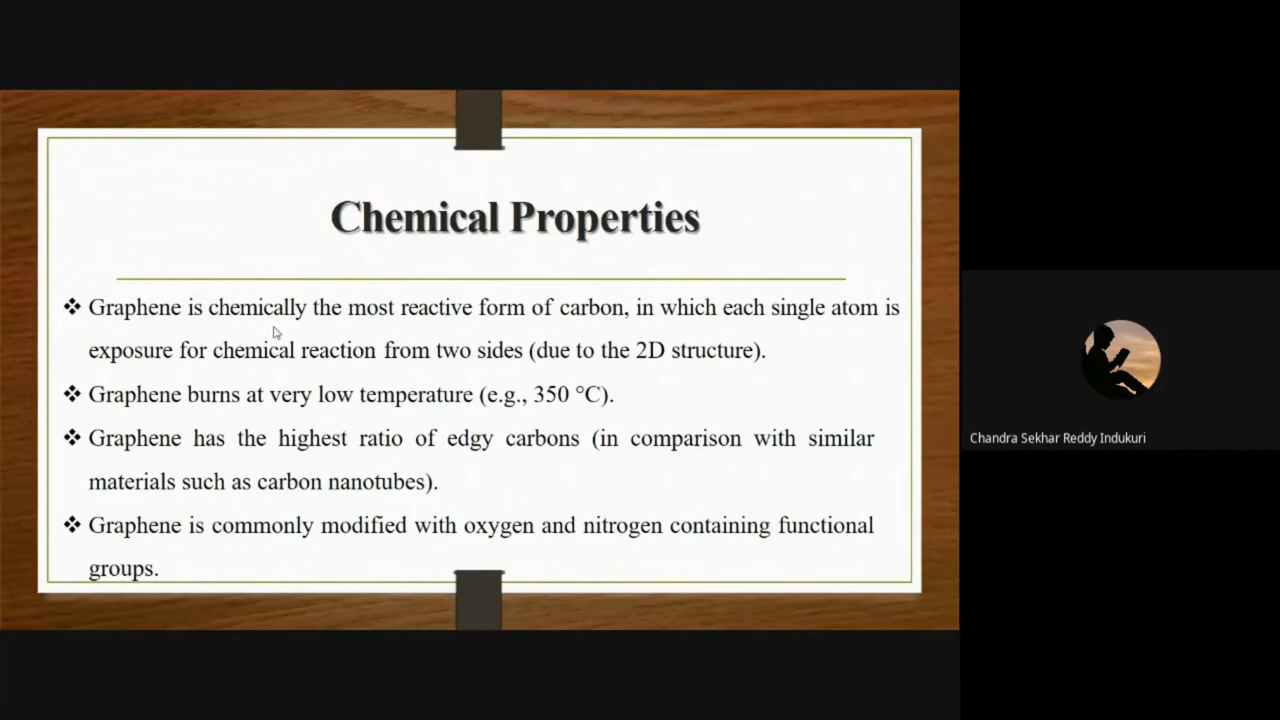 Chemical Properties
❖ Graphene is chemically the most reactive form of carbon, in which each single atom is
exposure for chemical reaction from two sides (due to the 2D structure).
❖ Graphene burns at very low temperature (e.g., 350 °C).
❖ Graphene has the highest ratio of edgy carbons (in comparison with similar
materials such as carbon nanotubes).
❖ Graphene is commonly modified with oxygen and nitrogen containing functional
groups.
Chandra Sekhar Reddy Indukuri